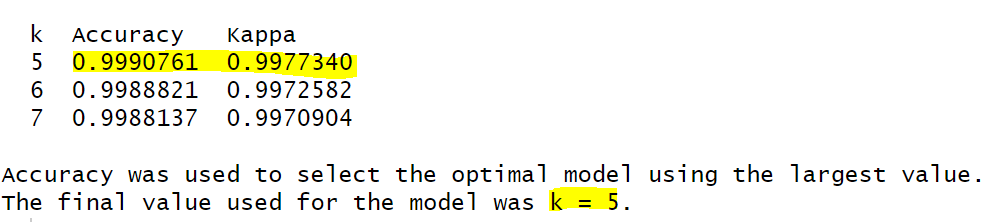 k  Accuracy   Kappa
5  0.9990761  0.9977340
6  0.9988821  0.9972582
7  0.9988137  0.9970904
Accuracy was used to select the optimal model using the largest value.
The final value used for the model was k = 5.